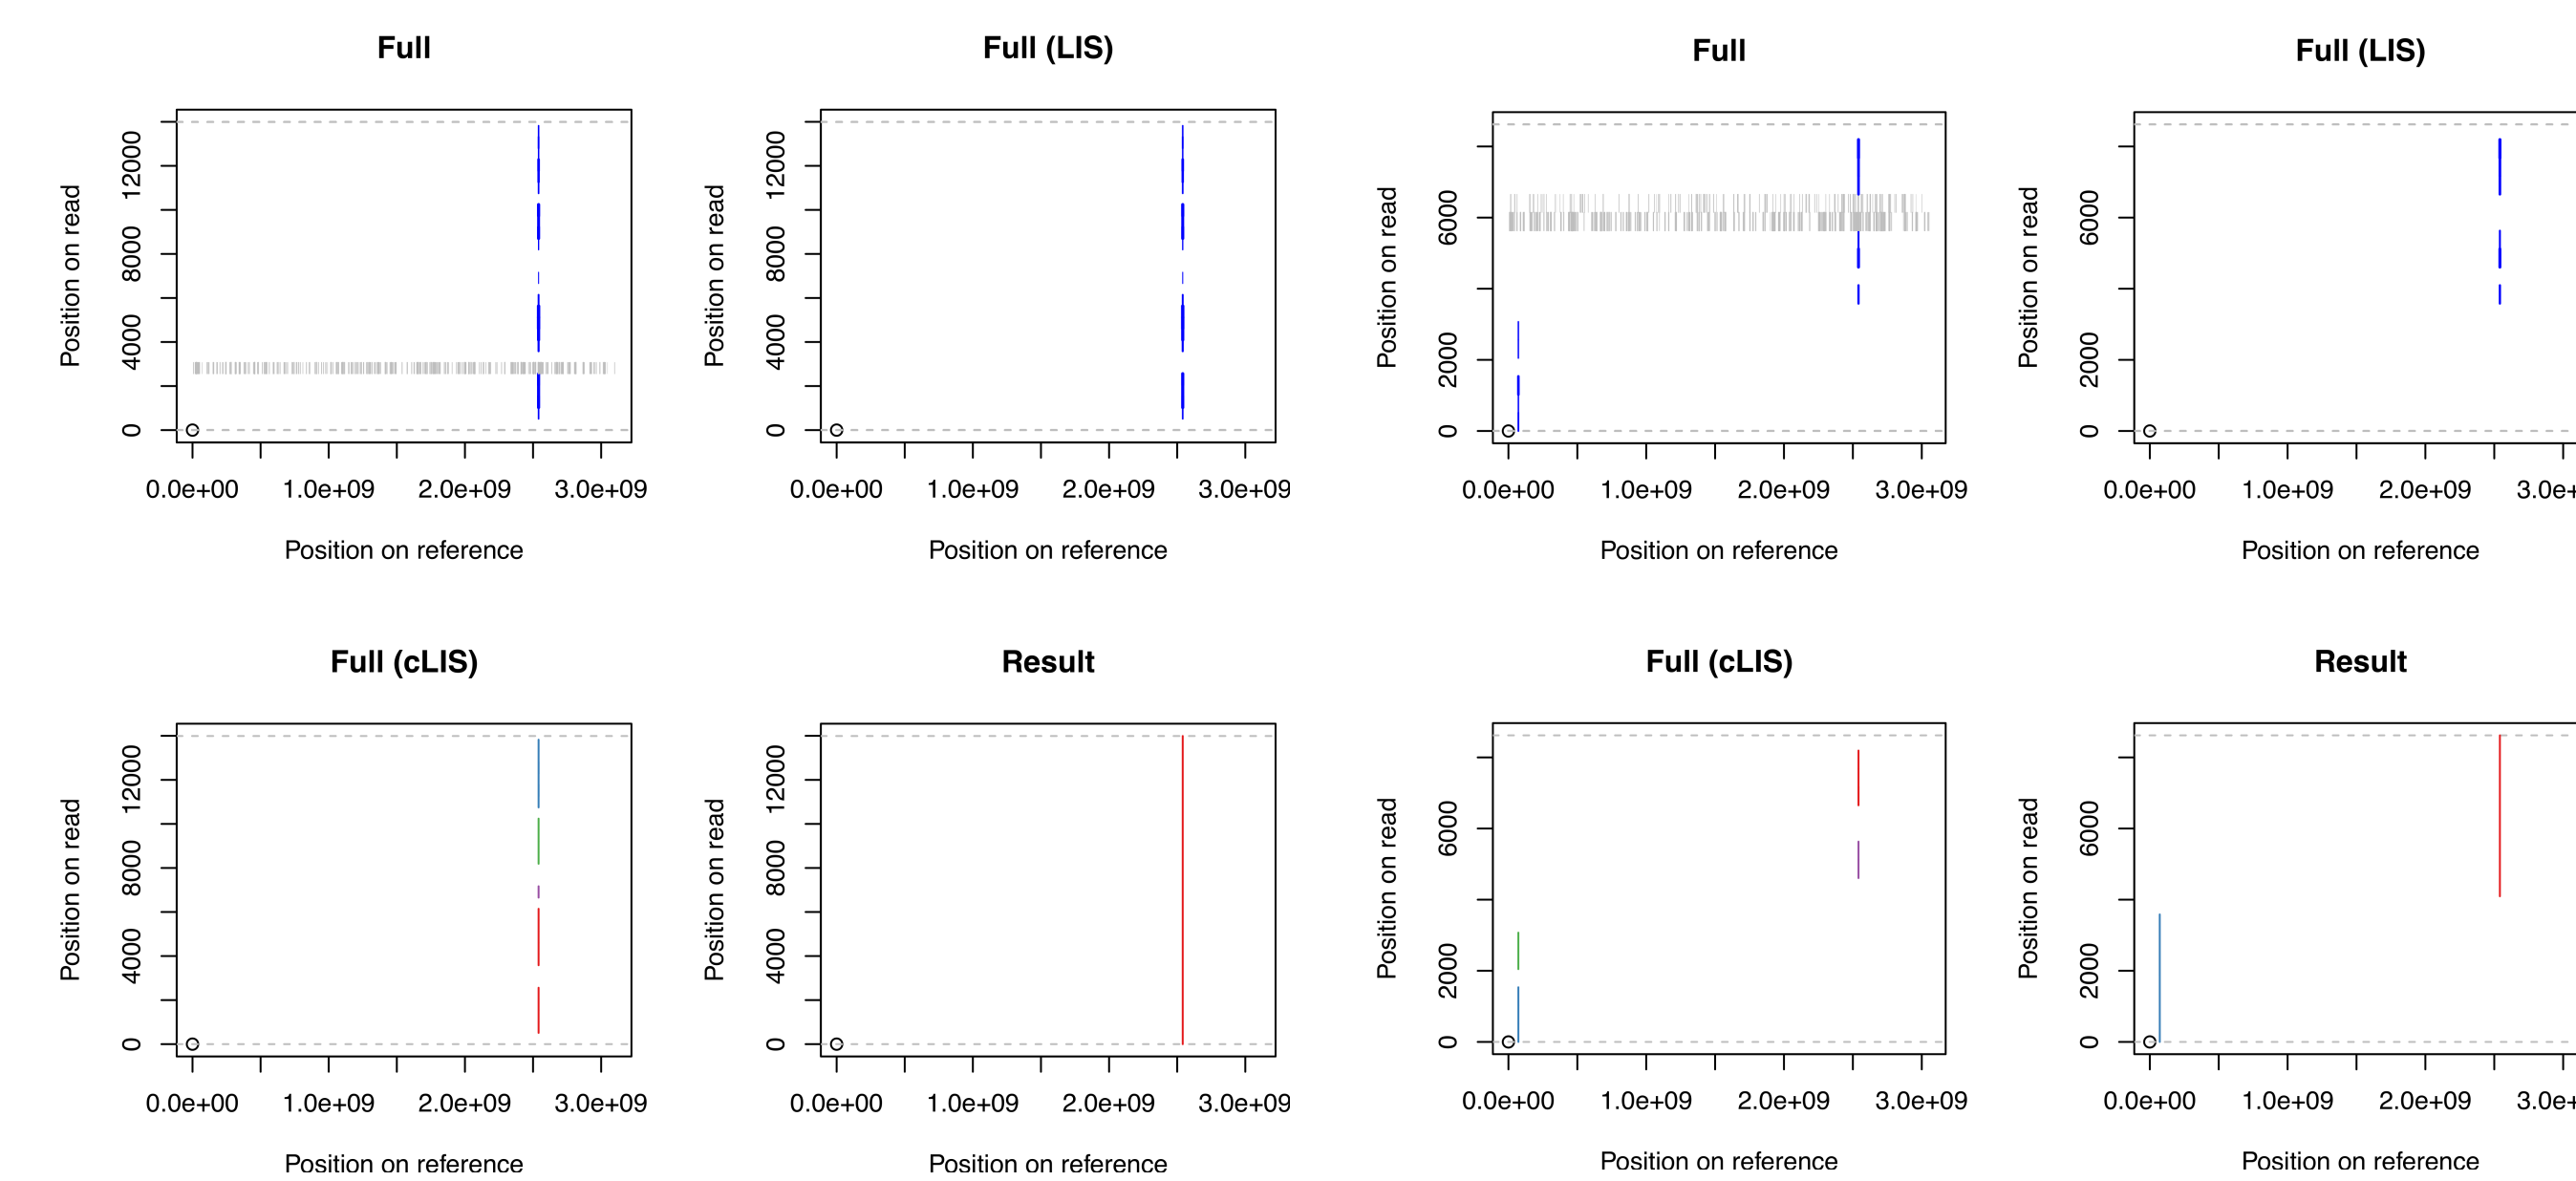 Full
Position on read
12000
8000
4000
0
0.0e+00 1.0e+09 2.0e+09 3.0e+09
Position on reference
Full (LIS)
Position on read
12000
8000
4000
0
0.0e+00 1.0e+09 2.0e+09 3.0e+09
Position on reference
Full
Position on read
6000
2000
0
0.0e+00 1.0e+09 2.0e+09 3.0e+09
Position on reference
Full (LIS)
Position on read
6000
2000
0
0.0e+00 1.0e+09 2.0e+09 3.0e+
Position on reference
Full (cLIS)
Position on read
12000
8000
4000
0
0.0e+00 1.0e+09 2.0e+09 3.0e+09
Position on reference
Result
Position on read
12000
8000
4000
0
0.0e+00 1.0e+09 2.0e+09 3.0e+09
Position on reference
Full (cLIS)
Position on read
6000
2000
0
0.0e+00 1.0e+09 2.0e+09 3.0e+09
Position on reference
Result
Position on read
6000
2000
0
0.0e+00 1.0e+09 2.0e+09 3.0e+
Position on reference